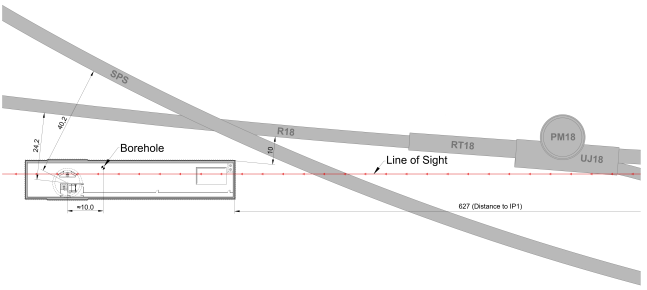 SPS
PM18
R18
RT18
UJ18
40,2
24,2
10
Borehole
Line of Sight
≈10.0
627 (Distance to IP1)